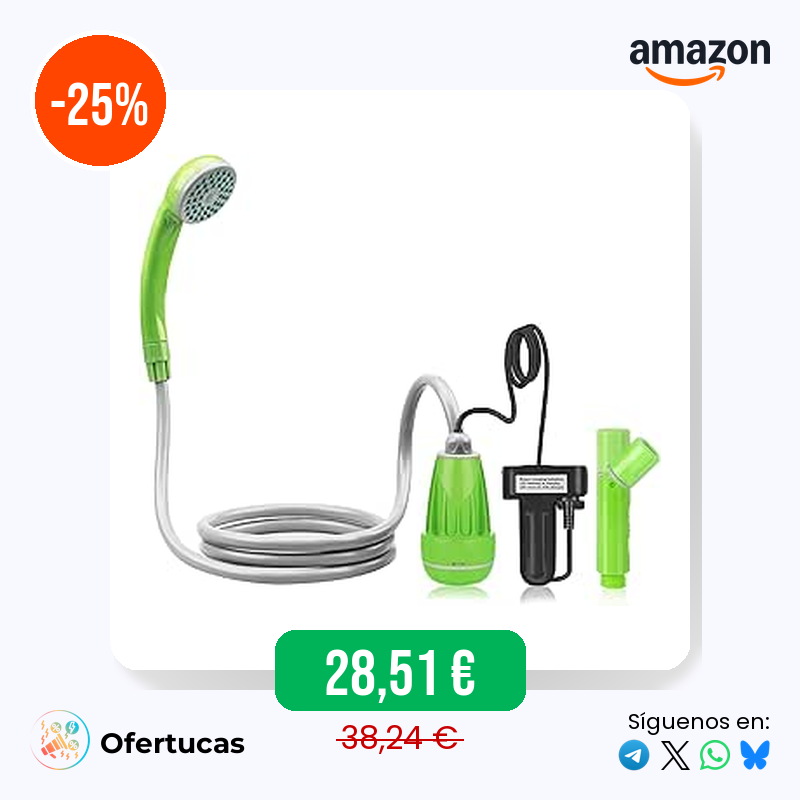 -25%
amazon
28,51 €
38,24 €
Ofertucas
Síguenos en: